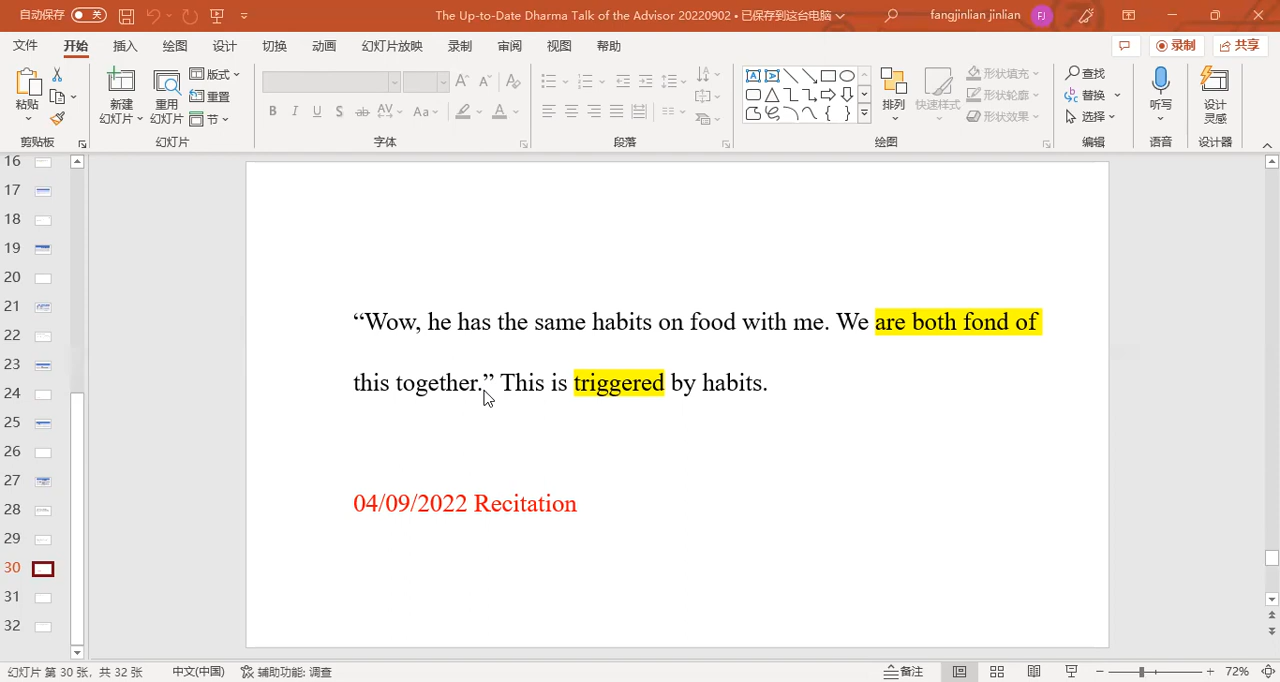 自动保存 关 The Up-to-Date Dharma Talk of the Advisor 20220902 • 已保存到这台电脑 fangjinlian jinlian FJ
文件 开始 插入 绘图 设计 切换 动画 幻灯片放映 录制 审阅 视图 帮助 录制 共享
粘贴 新建 幻灯片 重用 幻灯片 版式 重置 节 排列 快速样式 形状填充 形状轮廓 形状效果 查找 替换 选择 听写 设计 灵感
剪贴板 幻灯片 字体 段落 绘图 编辑 语音 设计器
16
17
18
19
20
21
22
23
24
25
26
27
28
29
30
31
32
“Wow, he has the same habits on food with me. We are both fond of
this together.” This is triggered by habits.
04/09/2022 Recitation
幻灯片 第 30 张，共 32 张 中文(中国) 辅助功能: 调查 备注 72%